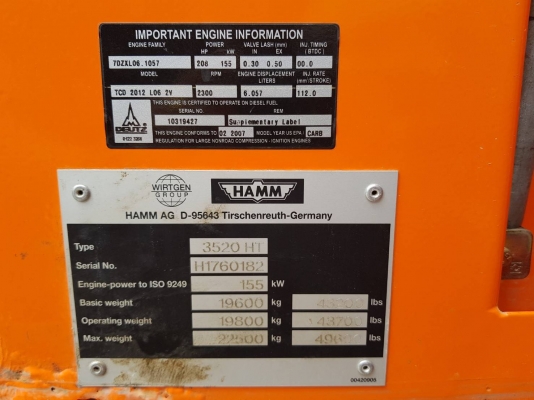 IMPORTANT ENGINE INFORMATION
ENGINE FAMILY POWER VALVE LASH (mm) INJ. TIMING
HP kW IN EX (BTDC)
7DZXL06.1057 208 155 0.30 0.50 00.0
MODEL RPM ENGINE DISPLACEMENT INJ. RATE
(LITERS) (mm³/STROKE)
TCD 2012 L06 2V 2300 6.057 112.0
THIS ENGINE IS CERTIFIED TO OPERATE ON DIESEL FUEL
SERIAL NO. REM
10319427 Supplementary Label
DEUTZ
THIS ENGINE CONFORMS TO 02 2007 MODEL YEAR US EPA/ CARB
REGULATION FOR LARGE NONROAD COMPRESSION - IGNITION ENGINES
WIRTGEN GROUP HAMM
HAMM AG D-95643 Tirschenreuth-Germany
Type 3520 HT
Serial No. H1760182
Engine-power to ISO 9249 155 kW
Basic weight 19600 kg lbs
Operating weight 19800 kg lbs
Max. weight kg lbs